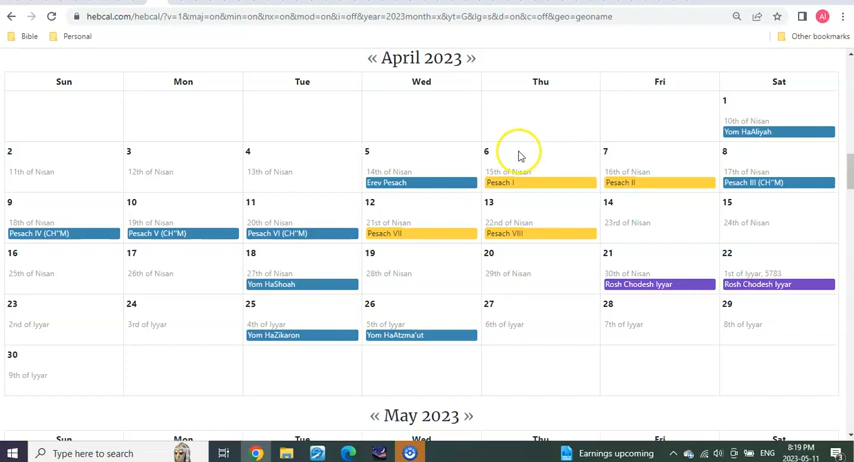 hebcal.com/hebcal/?v=1&maj=on&min=on&nx=on&mod=on&i=off&year=2023month=x&yt=G&lg=s&d=on&c=off&geo=geoname
AI
Bible Personal Other bookmarks
« April 2023 »
Sun Mon Tue Wed Thu Fri Sat
1
10th of Nisan
Yom HaAliyah
2 3 4 5 6 7 8
11th of Nisan 12th of Nisan 13th of Nisan 14th of Nisan 15th of Nisan 16th of Nisan 17th of Nisan
Erev Pesach Pesach I Pesach II Pesach III (CH"M)
9 10 11 12 13 14 15
18th of Nisan 19th of Nisan 20th of Nisan 21st of Nisan 22nd of Nisan 23rd of Nisan 24th of Nisan
Pesach IV (CH"M) Pesach V (CH"M) Pesach VI (CH"M) Pesach VII Pesach VIII
16 17 18 19 20 21 22
25th of Nisan 26th of Nisan 27th of Nisan 28th of Nisan 29th of Nisan 30th of Nisan 1st of Iyyar, 5783
Yom HaShoah Rosh Chodesh Iyyar Rosh Chodesh Iyyar
23 24 25 26 27 28 29
2nd of Iyyar 3rd of Iyyar 4th of Iyyar 5th of Iyyar 6th of Iyyar 7th of Iyyar 8th of Iyyar
Yom HaZikaron Yom HaAtzma'ut
30
9th of Iyyar
« May 2023 »
Sun Mon Tue Wed Thu Fri Sat
Type here to search Earnings upcoming ENG 8:19 PM
2023-05-11